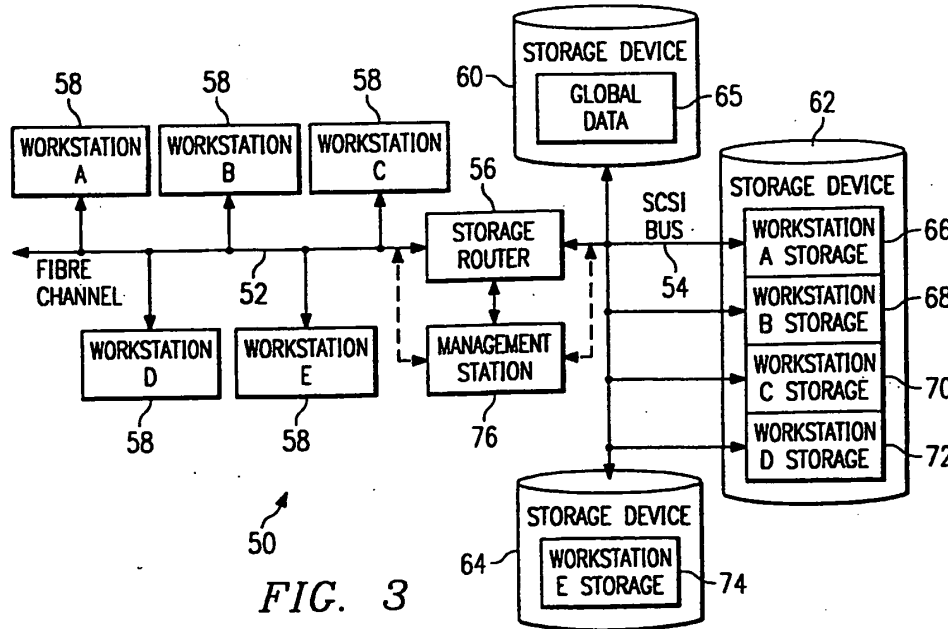 STORAGE DEVICE
60
GLOBAL
DATA
65
58
58
58
WORKSTATION
A
WORKSTATION
B
WORKSTATION
C
62
STORAGE DEVICE
56
STORAGE
ROUTER
SCSI
BUS
54
WORKSTATION
A STORAGE
66
FIBRE
CHANNEL
52
WORKSTATION
B STORAGE
68
WORKSTATION
D
WORKSTATION
E
MANAGEMENT
STATION
WORKSTATION
C STORAGE
70
58
58
76
WORKSTATION
D STORAGE
72
STORAGE DEVICE
50
64
WORKSTATION
E STORAGE
74
FIG. 3